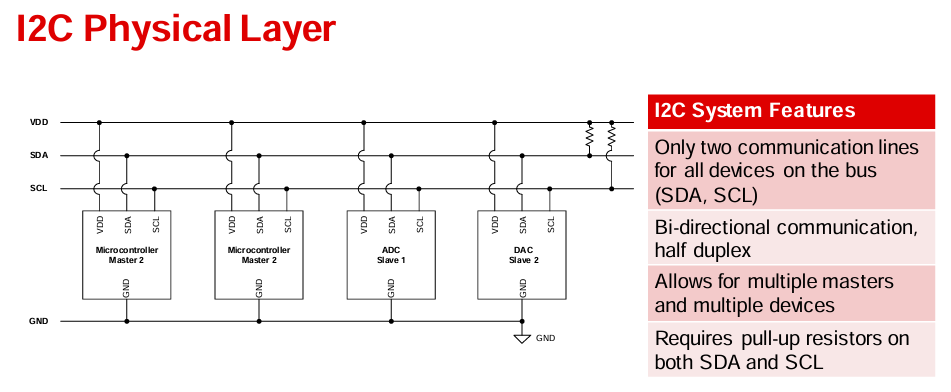 I2C Physical Layer
VDD
SDA
SCL
VDD SDA SCL
Microcontroller
Master 2
GND
VDD SDA SCL
Microcontroller
Master 2
GND
VDD SDA SCL
ADC
Slave 1
GND
VDD SDA SCL
DAC
Slave 2
GND
GND
GND
I2C System Features
Only two communication lines
for all devices on the bus
(SDA, SCL)
Bi-directional communication,
half duplex
Allows for multiple masters
and multiple devices
Requires pull-up resistors on
both SDA and SCL